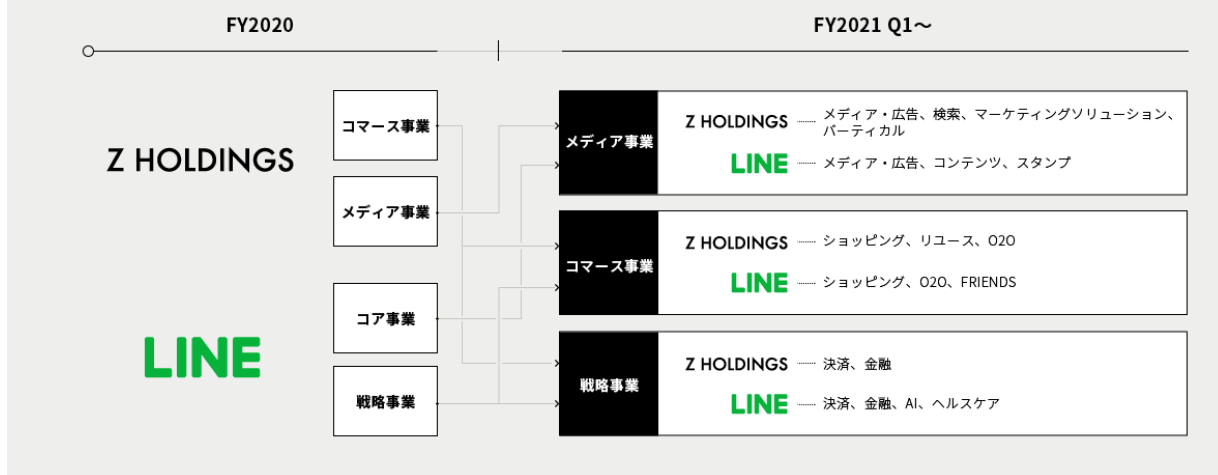 FY2020
FY2021 Q1～
Z HOLDINGS
コマース事業
メディア事業
LINE
コア事業
戦略事業
メディア事業
Z HOLDINGS
メディア・広告、検索、マーケティングソリューション、
バーティカル
LINE
メディア・広告、コンテンツ、スタンプ
コマース事業
Z HOLDINGS
ショッピング、リユース、O2O
LINE
ショッピング、O2O、FRIENDS
戦略事業
Z HOLDINGS
決済、金融
LINE
決済、金融、AI、ヘルスケア